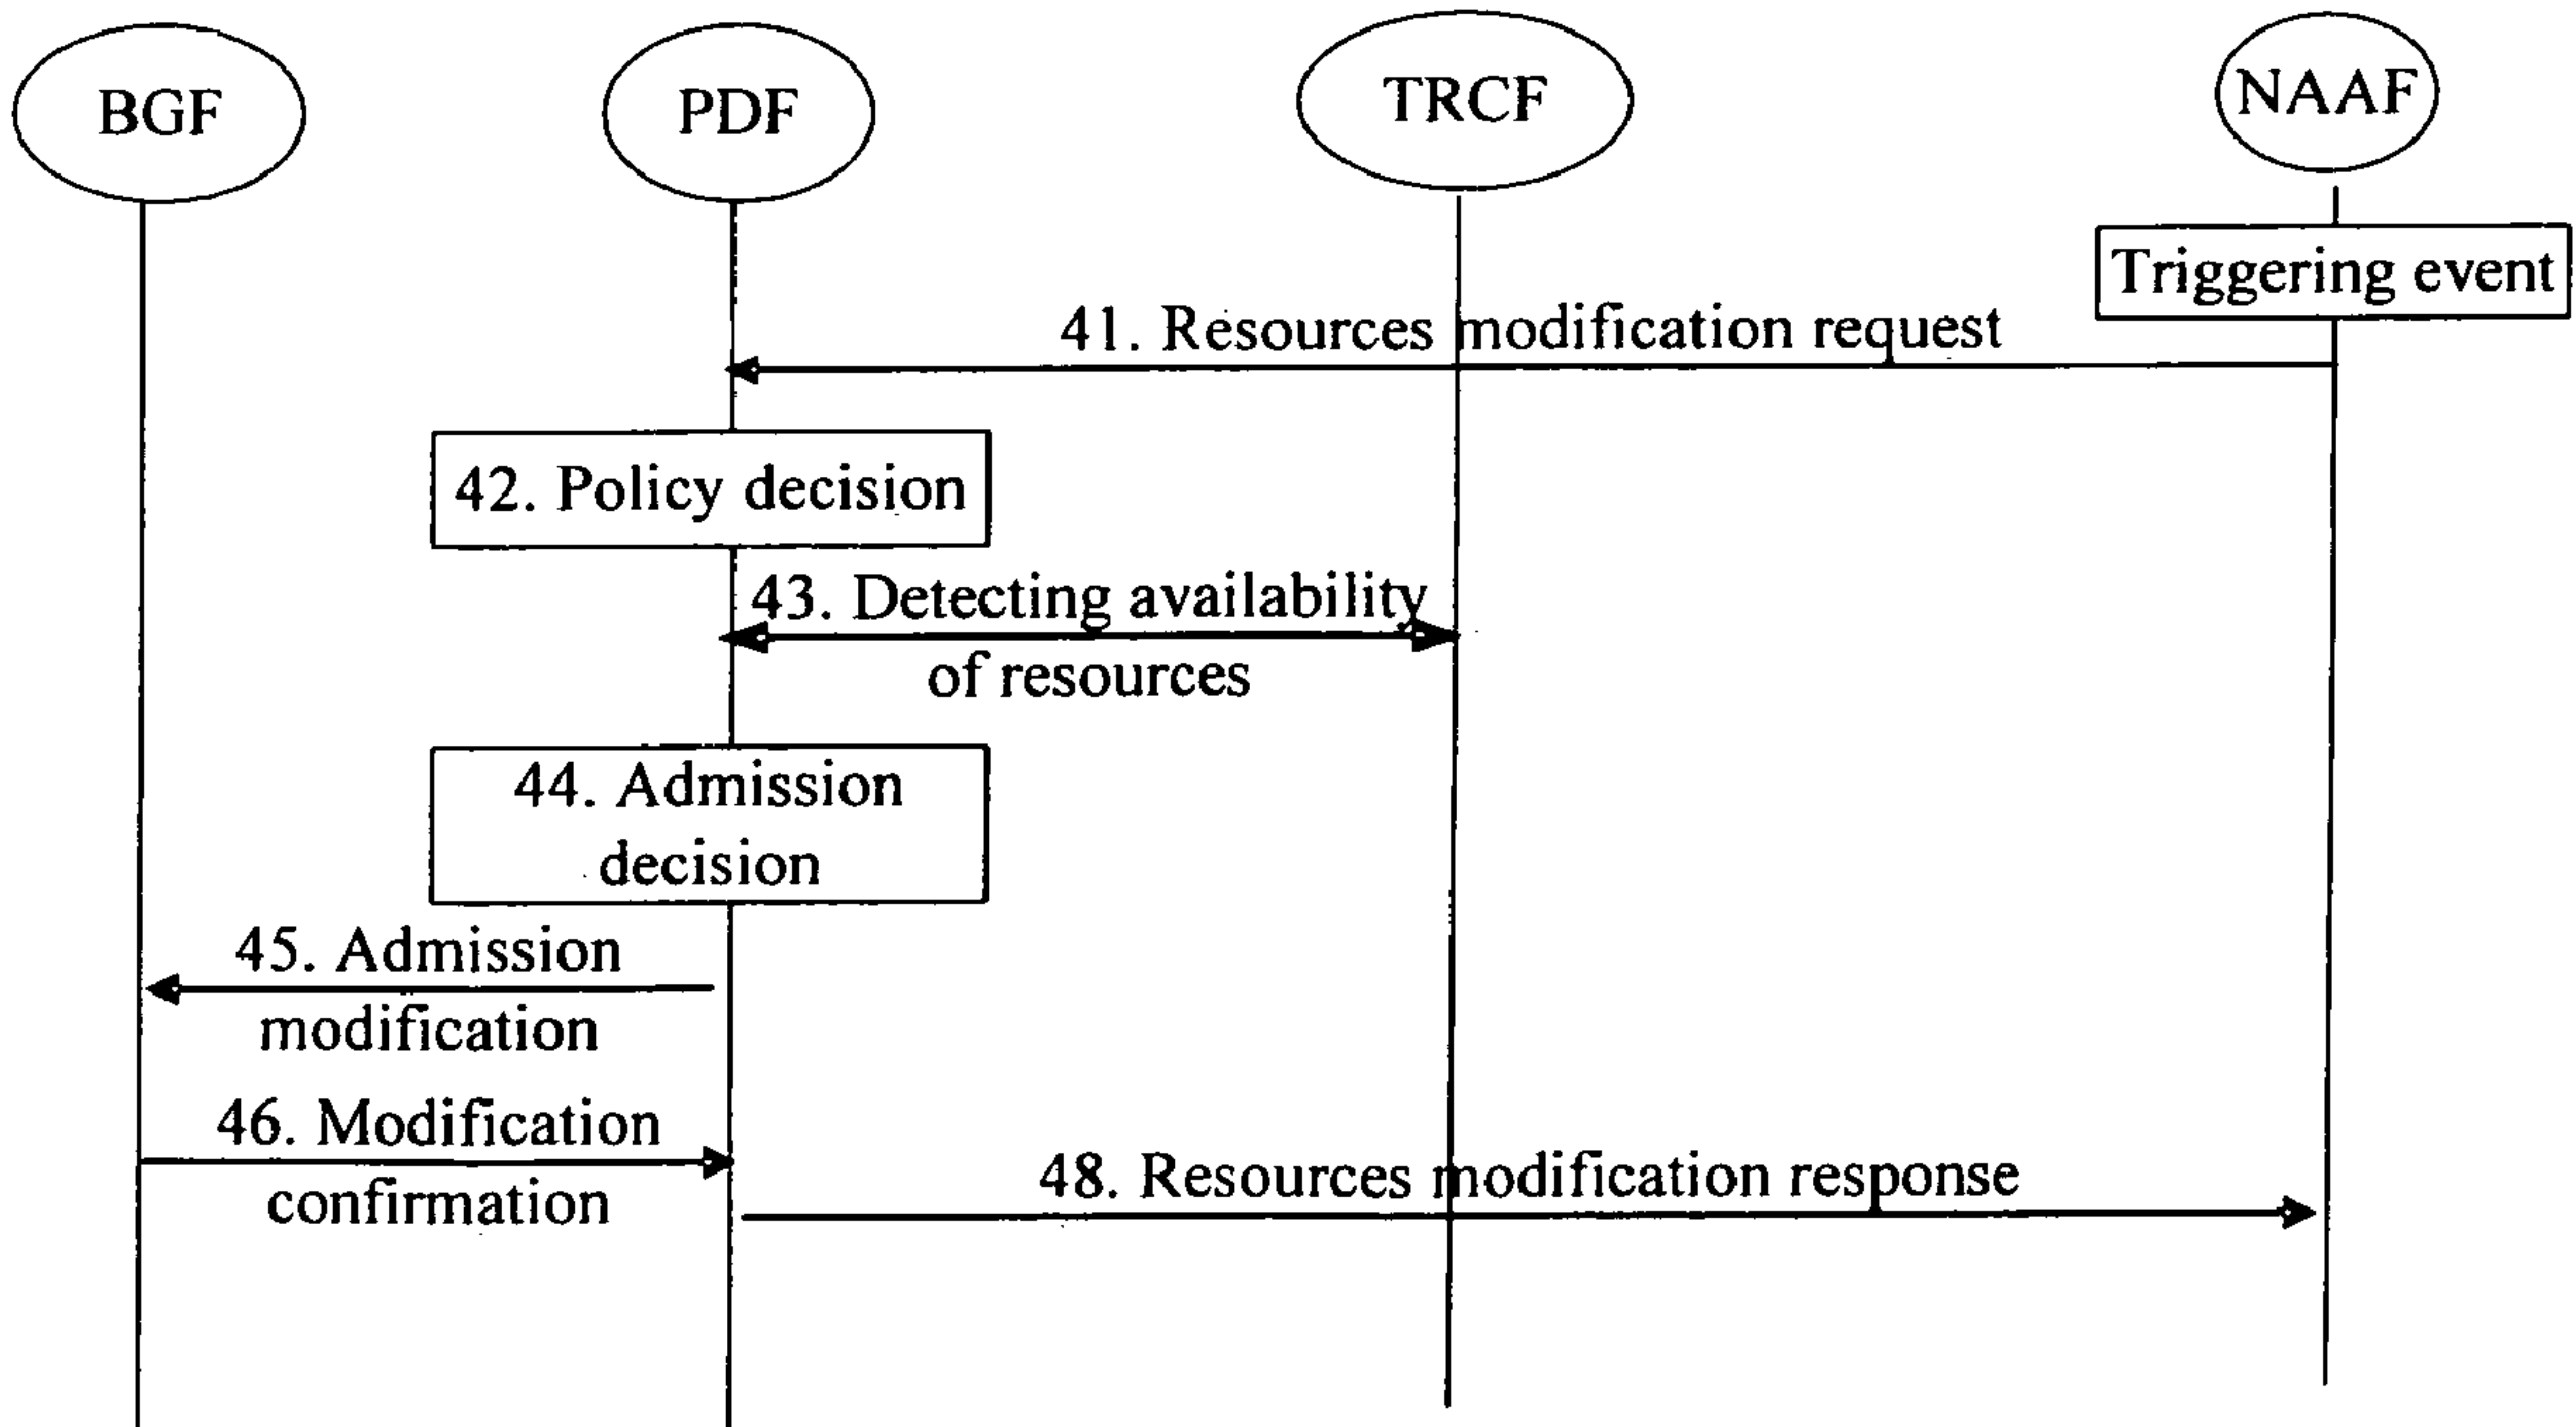 BGF
PDF
TRCF
NAAF
Triggering event
41. Resources modification request
42. Policy decision
43. Detecting availability
of resources
44. Admission
decision
45. Admission
modification
46. Modification
confirmation
48. Resources modification response